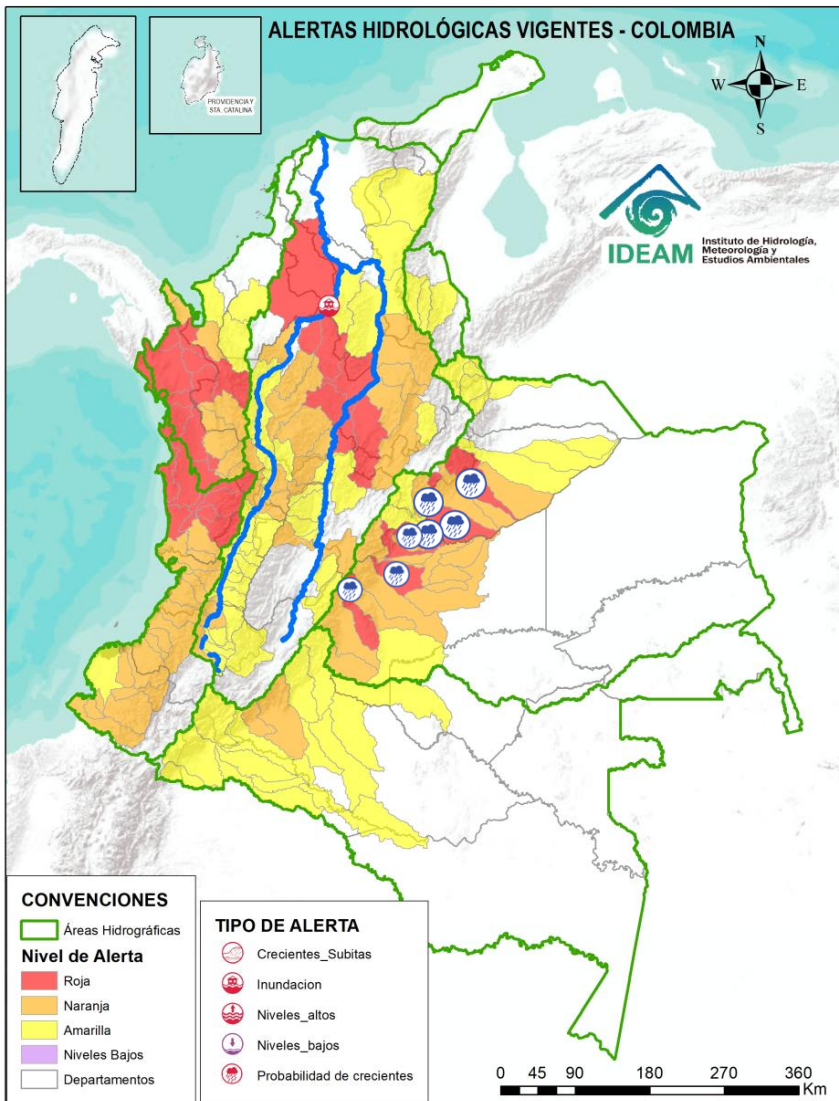 ALERTAS HIDROLÓGICAS VIGENTES - COLOMBIA
PROVIDENCIA Y
STA. CATALINA
N
W
E
S
IDEAM
Instituto de Hidrología,
Meteorología y
Estudios Ambientales
CONVENCIONES
Áreas Hidrográficas
Nivel de Alerta
Roja
Naranja
Amarilla
Niveles Bajos
Departamentos
TIPO DE ALERTA
Crecientes_Subitas
Inundacion
Niveles_altos
Niveles_bajos
Probabilidad de crecientes
0 45 90 180 270 360
Km